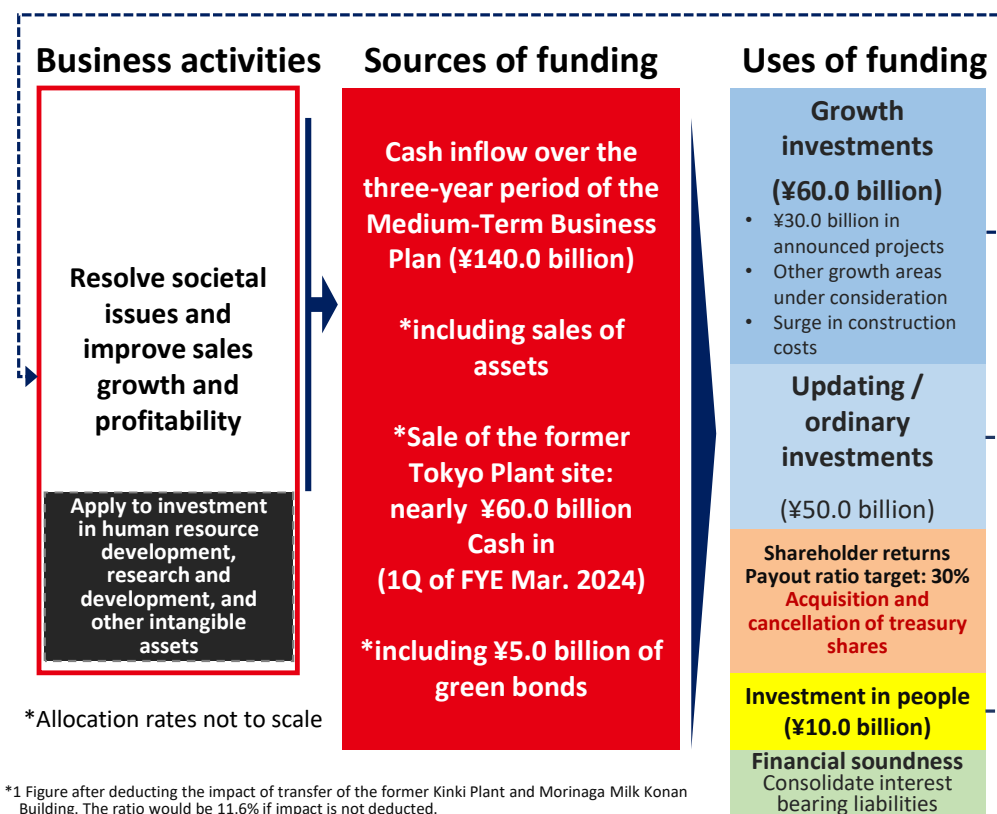 Business activities
Resolve societal
issues and
improve sales
growth and
profitability
Apply to investment
in human resource
development,
research and
development, and
other intangible
assets
*Allocation rates not to scale
Sources of funding
Cash inflow over the
three-year period of the
Medium-Term Business
Plan (¥140.0 billion)
*including sales of
assets
*Sale of the former
Tokyo Plant site:
nearly ¥60.0 billion
Cash in
(1Q of FYE Mar. 2024)
*including ¥5.0 billion of
green bonds
Uses of funding
Growth
investments
(¥60.0 billion)
• ¥30.0 billion in
announced projects
• Other growth areas
under consideration
• Surge in construction
costs
Updating /
ordinary
investments
(¥50.0 billion)
Shareholder returns
Payout ratio target: 30%
Acquisition and
cancellation of treasury
shares
Investment in people
(¥10.0 billion)
Financial soundness
Consolidate interest
bearing liabilities
*1 Figure after deducting the impact of transfer of the former Kinki Plant and Morinaga Milk Konan
Building. The ratio would be 11.6% if impact is not deducted.